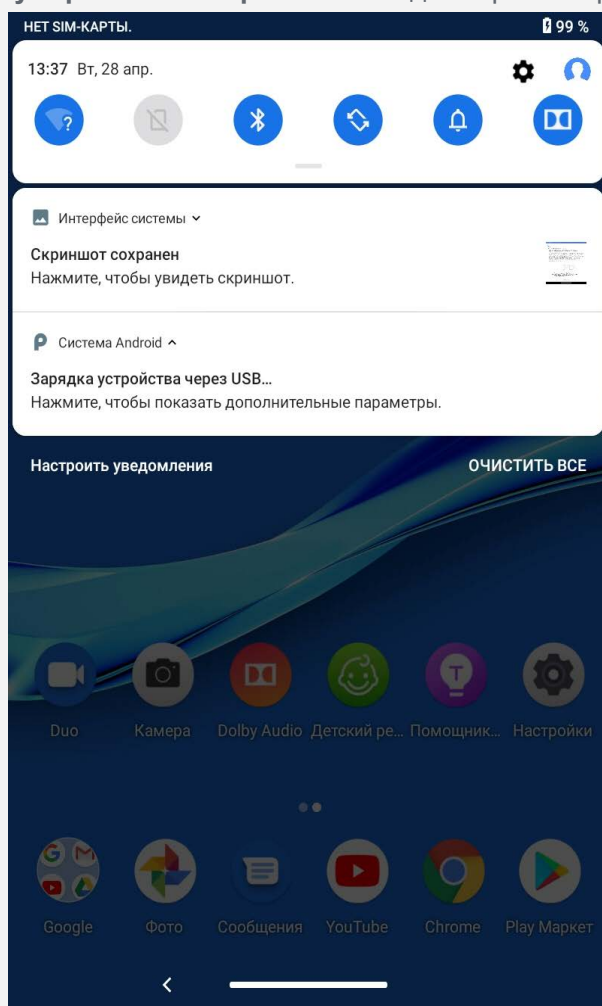 НЕТ SIM-КАРТЫ. 99 %
13:37 Вт, 28 апр.
Интерфейс системы
Скриншот сохранен
Нажмите, чтобы увидеть скриншот.
Система Android
Зарядка устройства через USB...
Нажмите, чтобы показать дополнительные параметры.
Настроить уведомления ОЧИСТИТЬ ВСЕ
Duo Камера Dolby Audio Детский ре... Помощник... Настройки
Google Фото Сообщения YouTube Chrome Play Маркет